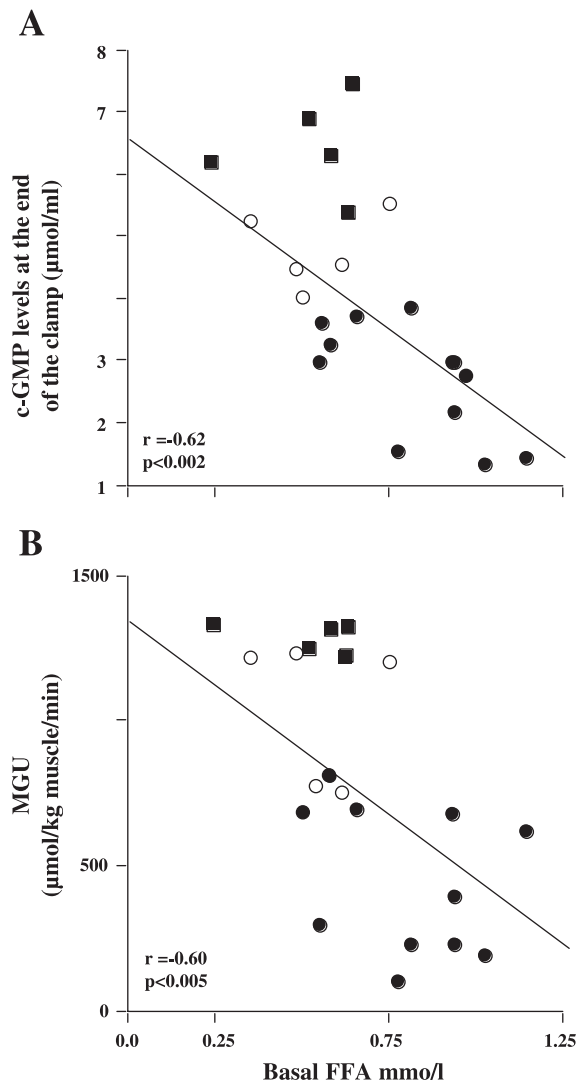 A
8
7
3
2
1
c-GMP levels at the end
of the clamp (μmol/ml)
r =-0.62
p<0.002
B
1500
500
0
MGU
(μmol/kg muscle/min)
r =-0.60
p<0.005
0.0 0.25 0.75 1.25
Basal FFA mmo/l